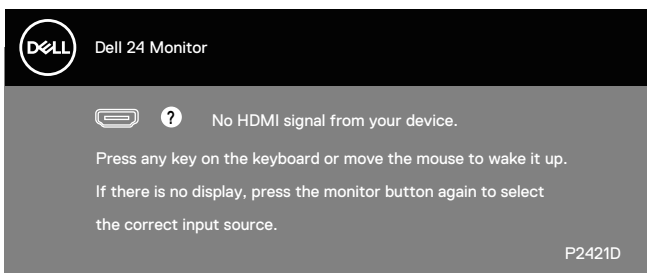 DELL
Dell 24 Monitor
? No HDMI signal from your device.
Press any key on the keyboard or move the mouse to wake it up.
If there is no display, press the monitor button again to select
the correct input source.
P2421D